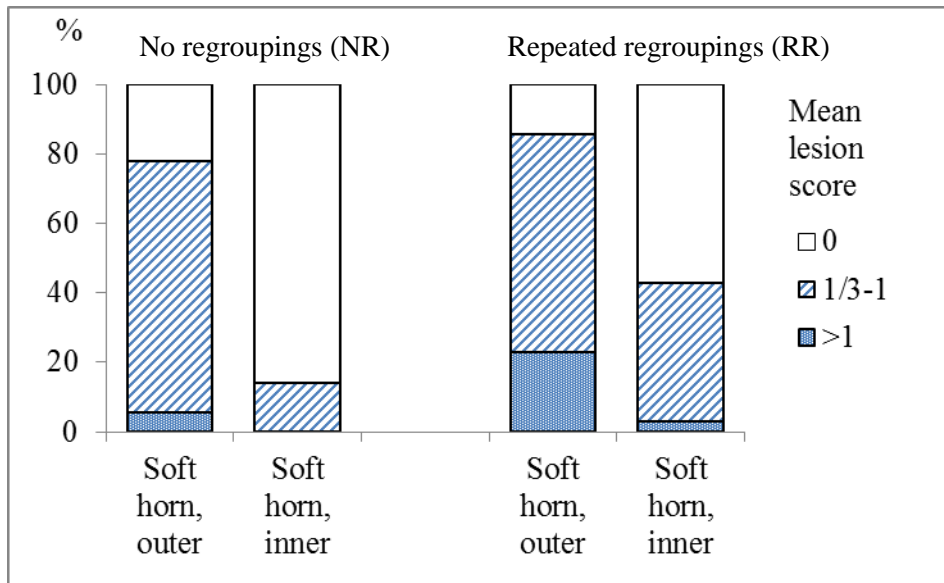 %
No regroupings (NR)
Repeated regroupings (RR)
100
80
60
40
20
0
Mean
lesion
score
0
1/3-1
>1
Soft
horn,
outer
Soft
horn,
inner
Soft
horn,
outer
Soft
horn,
inner